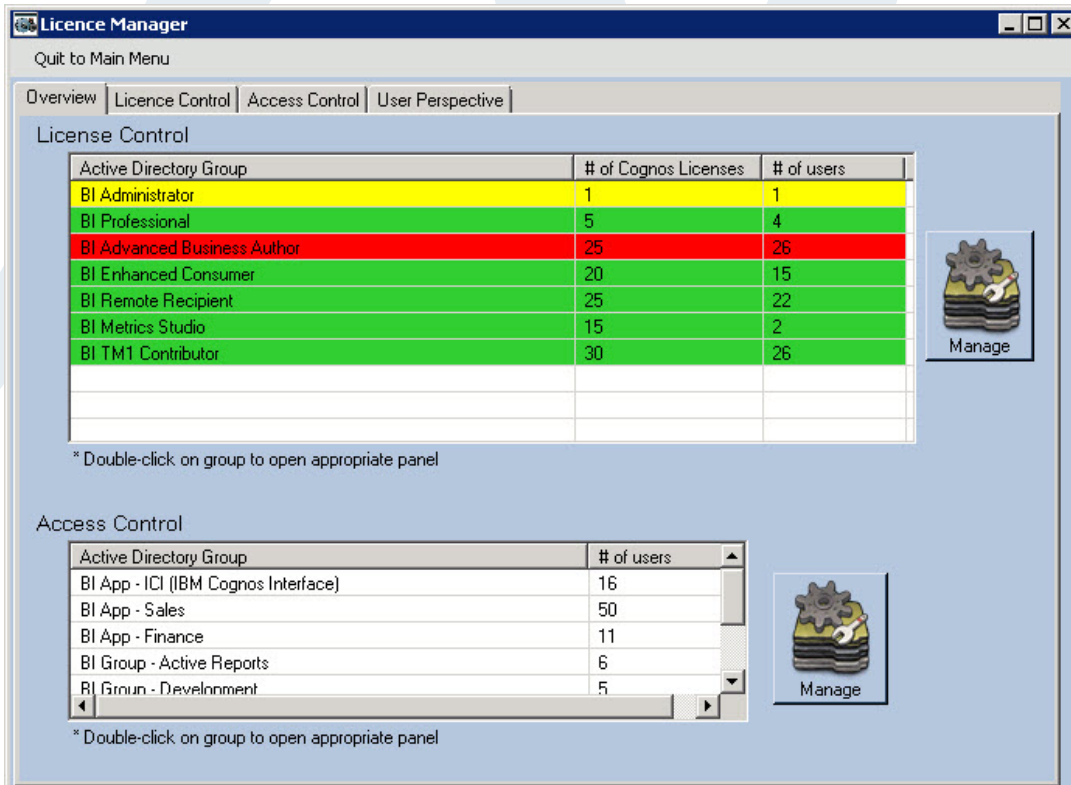 Licence Manager
Quit to Main Menu
Overview Licence Control Access Control User Perspective
License Control
Active Directory Group # of Cognos Licenses # of users
BI Administrator 1 1
BI Professional 5 4
BI Advanced Business Author 25 26
BI Enhanced Consumer 20 15
BI Remote Recipient 25 22
BI Metrics Studio 15 2
BI TM1 Contributor 30 26
Manage
* Double-click on group to open appropriate panel
Access Control
Active Directory Group # of users
BI App - ICI (IBM Cognos Interface) 16
BI App - Sales 50
BI App - Finance 11
BI Group - Active Reports 6
BI Group - Development 5
Manage
* Double-click on group to open appropriate panel